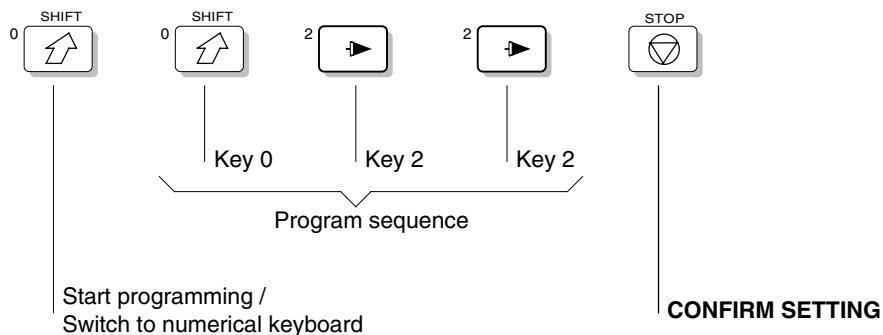 SHIFT SHIFT STOP
0 0 2 2
Key 0 Key 2 Key 2
Program sequence
Start programming /
Switch to numerical keyboard
CONFIRM SETTING